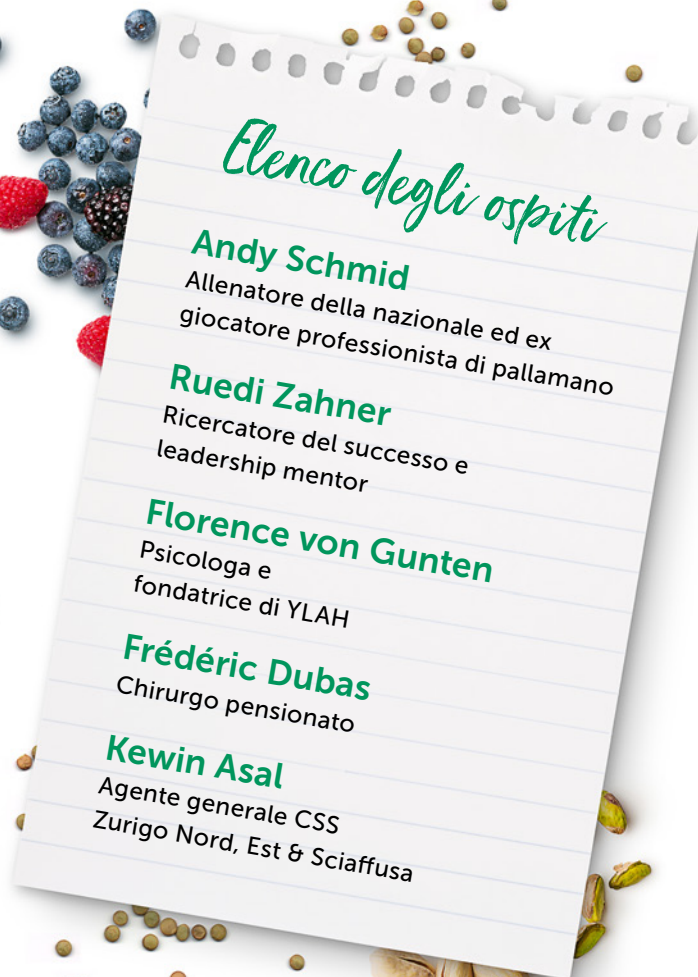 Elenco degli ospiti
Andy Schmid
Allenatore della nazionale ed ex
giocatore professionista di pallamano
Ruedi Zahner
Ricercatore del successo e
leadership mentor
Florence von Gunten
Psicologa e
fondatrice di YLAH
Frédéric Dubas
Chirurgo pensionato
Kewin Asal
Agente generale CSS
Zurigo Nord, Est & Sciaffusa